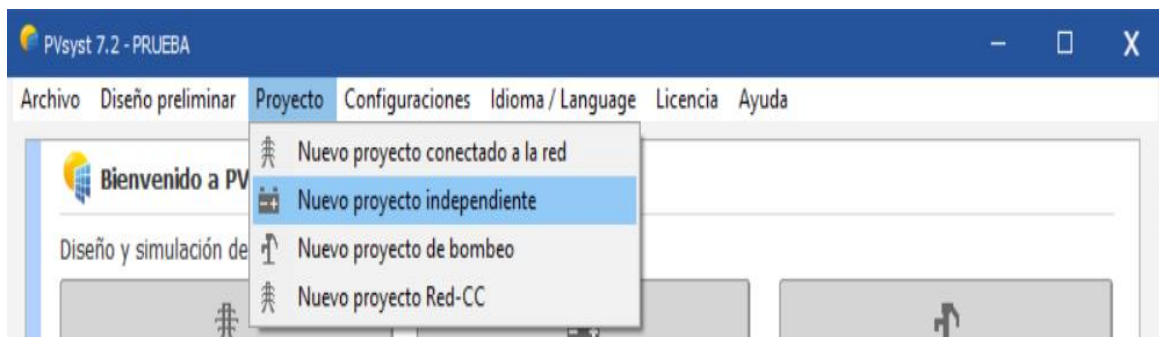 PVsyst 7.2 - PRUEBA
Archivo Diseño preliminar Proyecto Configuraciones Idioma / Language Licencia Ayuda
Nuevo proyecto conectado a la red
Bienvenido a PV
Nuevo proyecto independiente
Diseño y simulación de
Nuevo proyecto de bombeo
Nuevo proyecto Red-CC